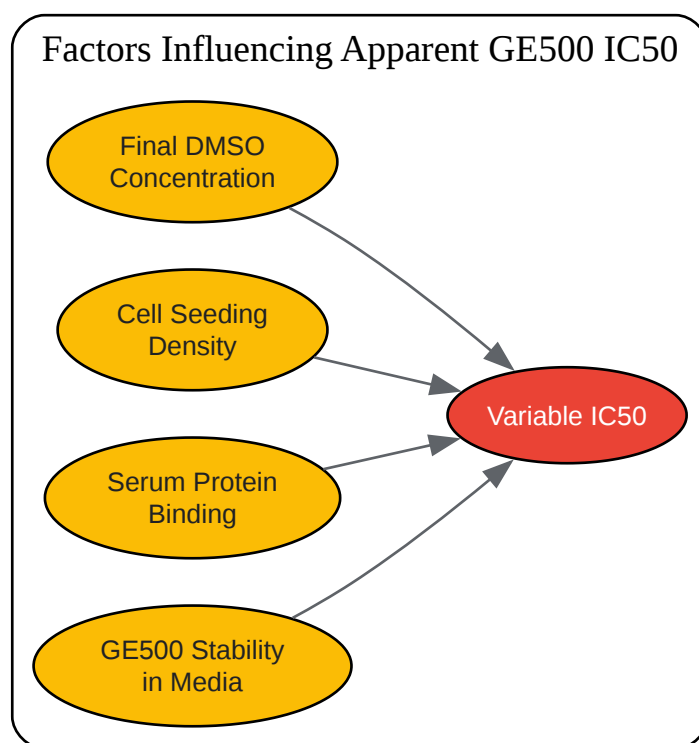 Factors Influencing Apparent GE500 IC50
Final DMSO
Concentration
Cell Seeding
Density
Variable IC50
Serum Protein
Binding
GE500 Stability
in Media